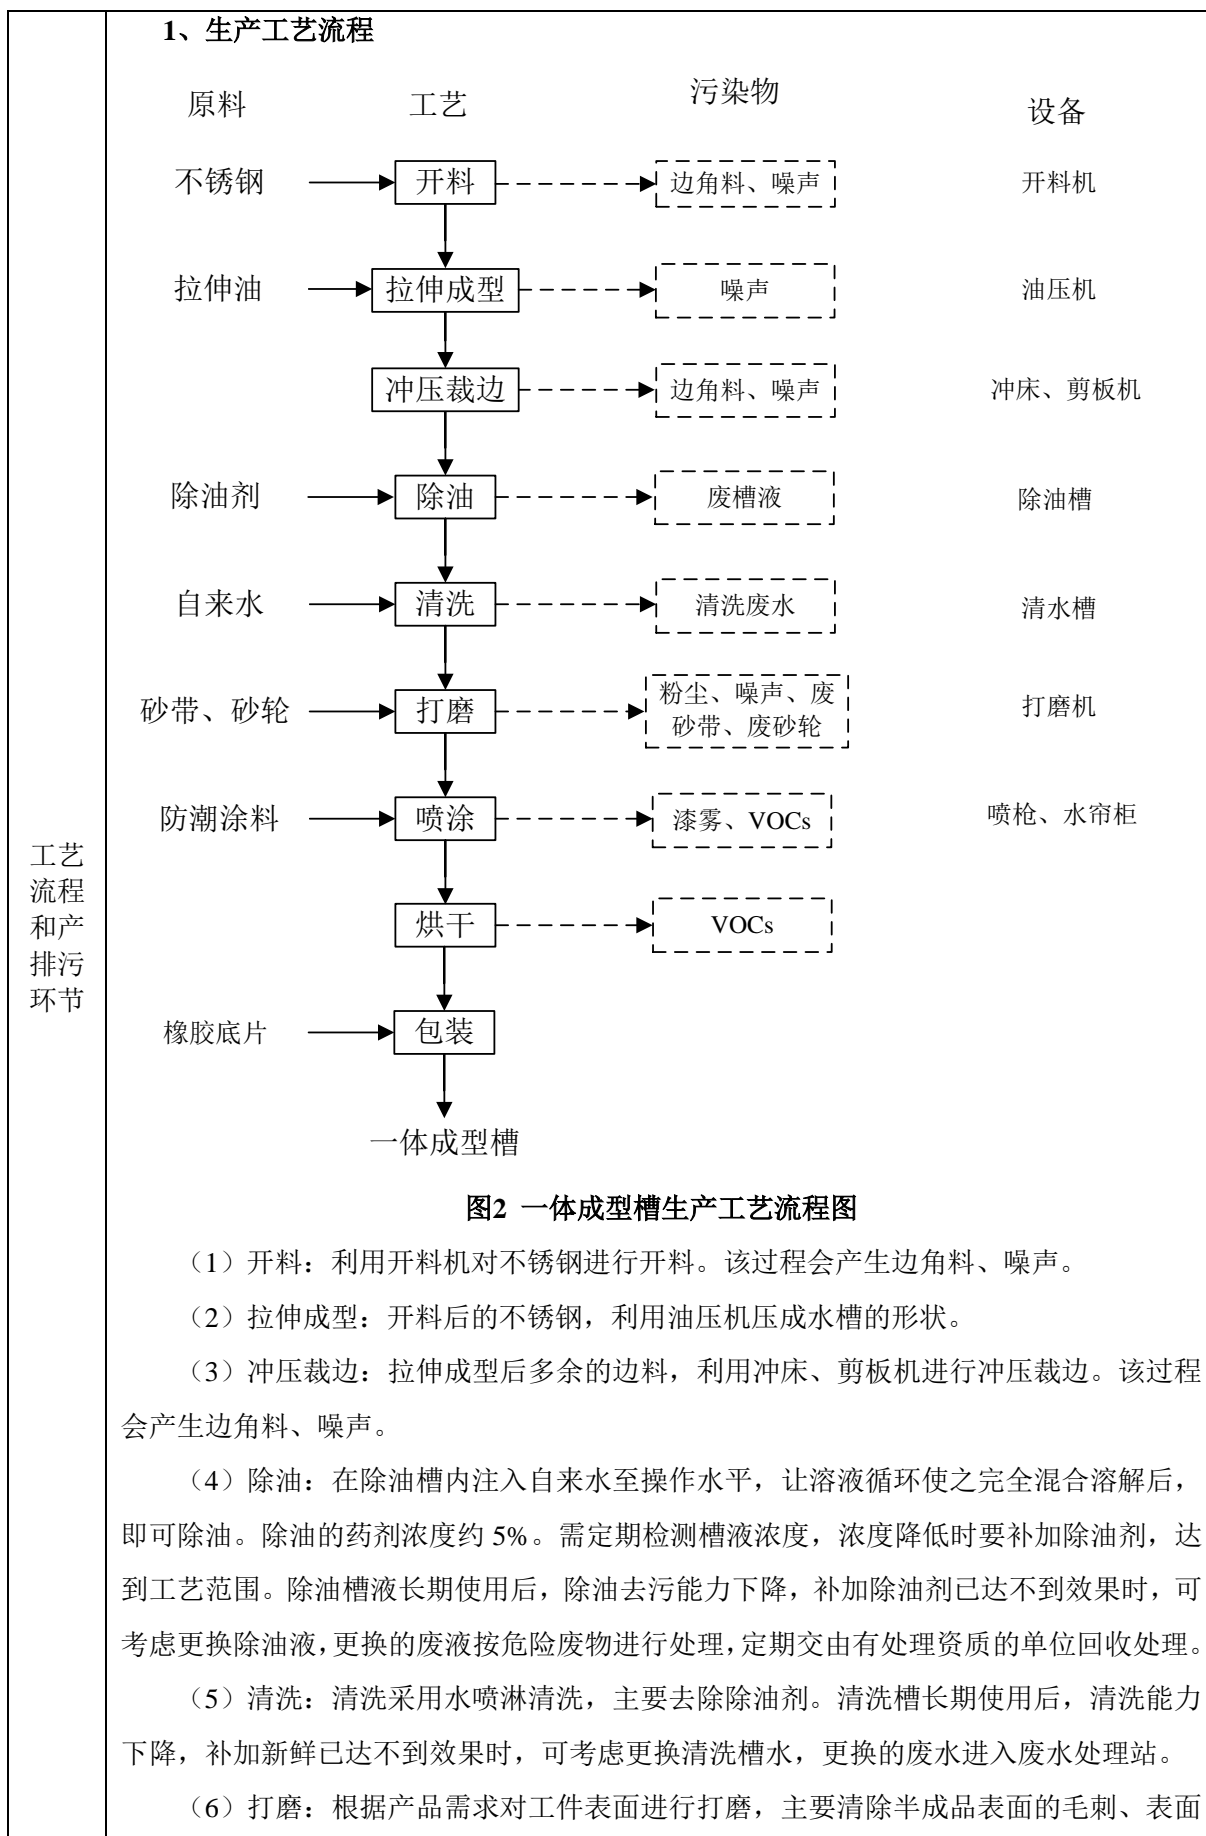 1、生产工艺流程
原料 工艺 污染物 设备
不锈钢 开料 边角料、噪声 开料机
拉伸油 拉伸成型 噪声 油压机
冲压裁边 边角料、噪声 冲床、剪板机
除油剂 除油 废槽液 除油槽
自来水 清洗 清洗废水 清水槽
砂带、砂轮 打磨 粉尘、噪声、废 打磨机
砂带、废砂轮
防潮涂料 喷涂 漆雾、VOCs 喷枪、水帘柜
烘干 VOCs
橡胶底片 包装
一体成型槽
工艺
流程
和产
排污
环节
图2 一体成型槽生产工艺流程图
（1）开料：利用开料机对不锈钢进行开料。该过程会产生边角料、噪声。
（2）拉伸成型：开料后的不锈钢，利用油压机压成水槽的形状。
（3）冲压裁边：拉伸成型后多余的边料，利用冲床、剪板机进行冲压裁边。该过程
会产生边角料、噪声。
（4）除油：在除油槽内注入自来水至操作水平，让溶液循环使之完全混合溶解后，
即可除油。除油的药剂浓度约 5%。需定期检测槽液浓度，浓度降低时要补加除油剂，达
到工艺范围。除油槽液长期使用后，除油去污能力下降，补加除油剂已达不到效果时，可
考虑更换除油液，更换的废液按危险废物进行处理，定期交由有处理资质的单位回收处理。
（5）清洗：清洗采用水喷淋清洗，主要去除除油剂。清洗槽长期使用后，清洗能力
下降，补加新鲜已达不到效果时，可考虑更换清洗槽水，更换的废水进入废水处理站。
（6）打磨：根据产品需求对工件表面进行打磨，主要清除半成品表面的毛刺、表面